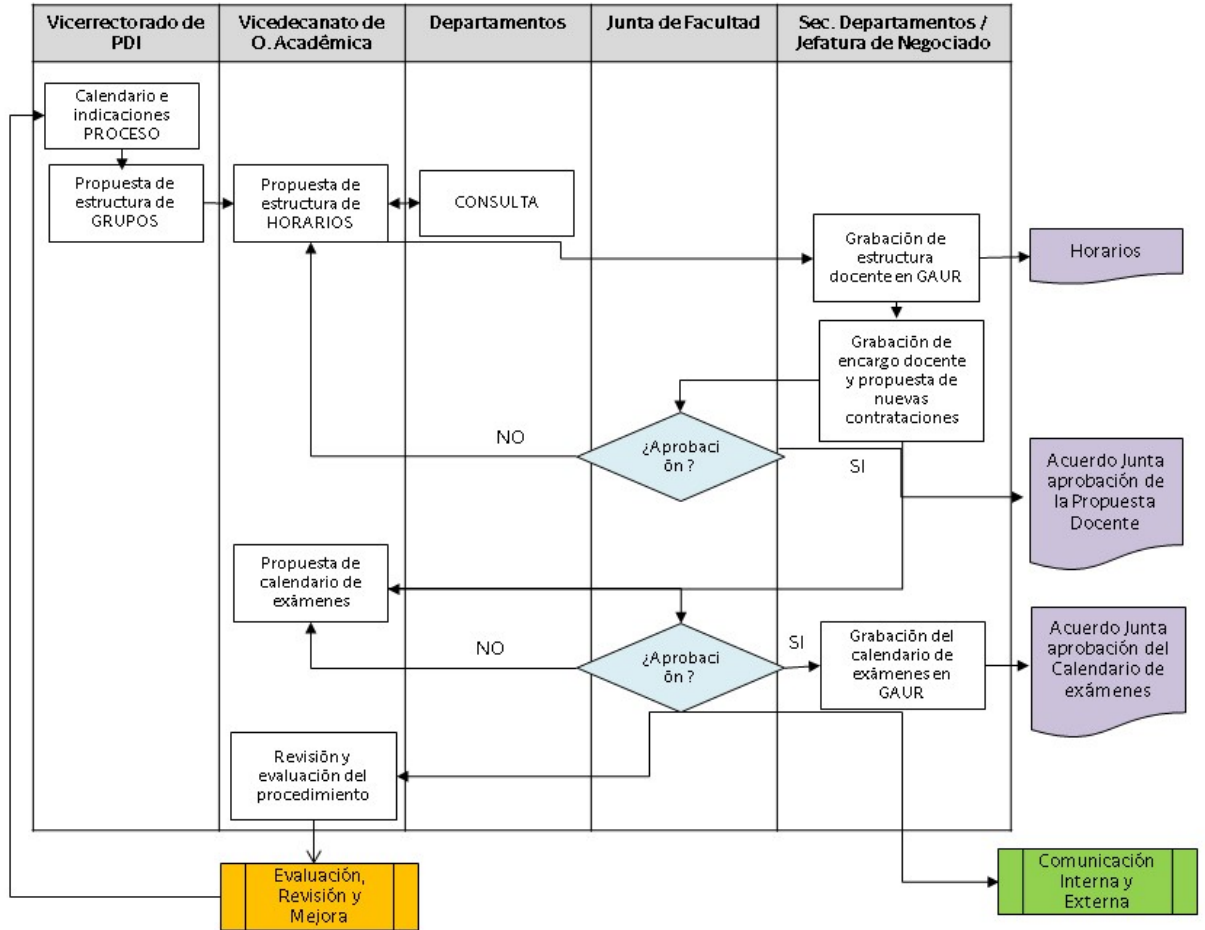 Vicerrectorado de
PDI
Vicedecanato de
O. Académica
Departamentos
Junta de Facultad
Sec. Departamentos /
Jefatura de Negociado
Calendario e
indicaciones
PROCESO
Propuesta de
estructura de
GRUPOS
Propuesta de
estructura de
HORARIOS
CONSULTA
Grabación de
estructura
docente en GAUR
Horarios
Grabación de
encargo docente
y propuesta de
nuevas
contrataciones
NO
¿Aprobaci
ón ?
SI
Acuerdo Junta
aprobación de
la Propuesta
Docente
Propuesta de
calendario de
exámenes
NO
¿Aprobaci
ón ?
SI
Grabación del
calendario de
exámenes en
GAUR
Acuerdo Junta
aprobación del
Calendario de
exámenes
Revisión y
evaluación del
procedimiento
Evaluación,
Revisión y
Mejora
Comunicación
Interna y
Externa